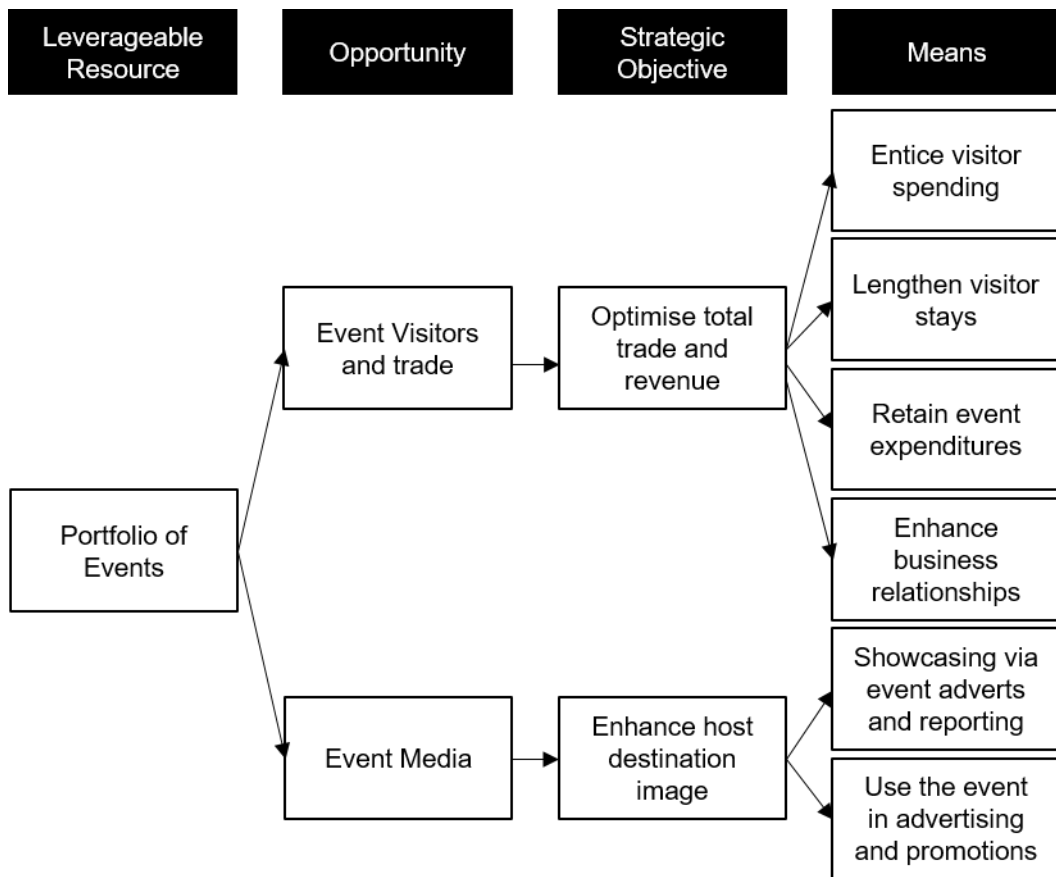 Leverageable
Resource
Opportunity
Strategic
Objective
Means
Portfolio of
Events
Event Visitors
and trade
Optimise total
trade and
revenue
Entice visitor
spending
Lengthen visitor
stays
Retain event
expenditures
Enhance
business
relationships
Event Media
Enhance host
destination
image
Showcasing via
event adverts
and reporting
Use the event
in advertising
and promotions